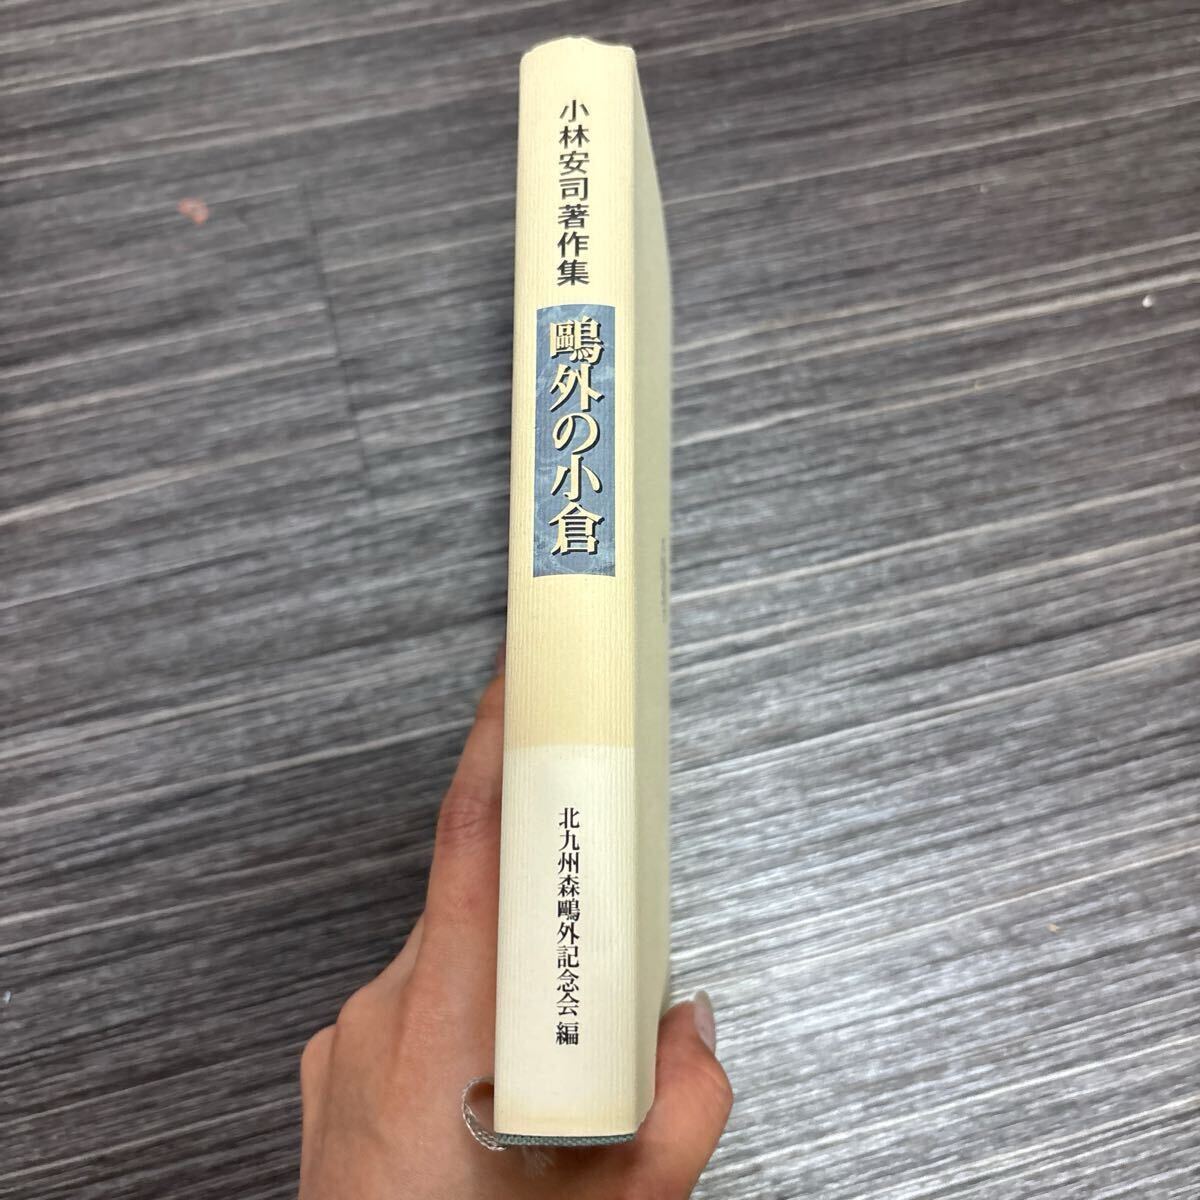 小林安司著作集
鷗外の小倉
北九州森鷗外記念会 編